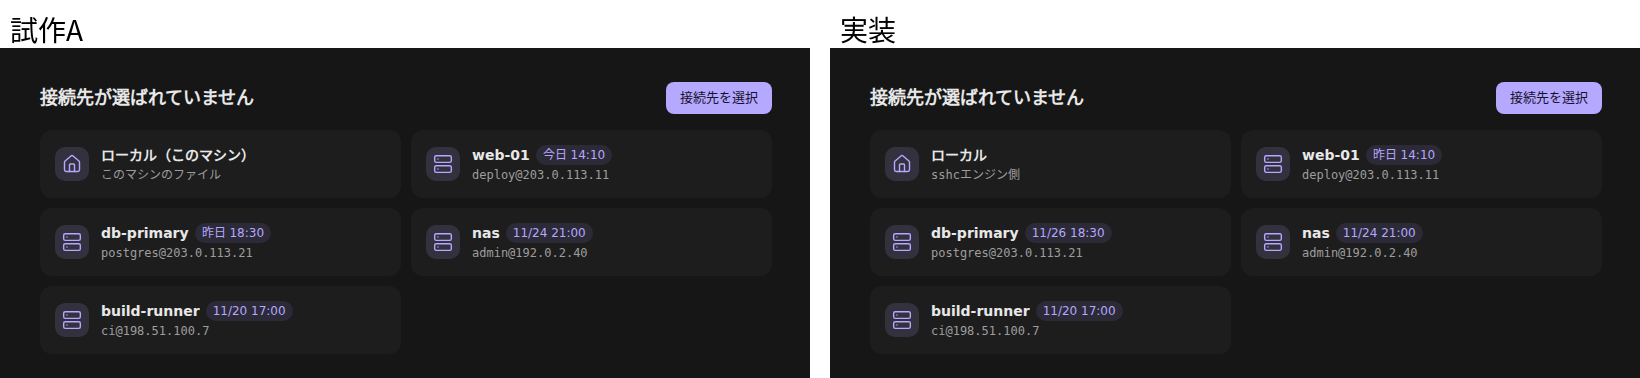 試作A
接続先が選ばれていません
接続先を選択
ローカル（このマシン）
このマシンのファイル
web-01 今日 14:10
deploy@203.0.113.11
db-primary 昨日 18:30
postgres@203.0.113.21
nas 11/24 21:00
admin@192.0.2.40
build-runner 11/20 17:00
ci@198.51.100.7
実装
接続先が選ばれていません
接続先を選択
ローカル
sshcエンジン側
web-01 昨日 14:10
deploy@203.0.113.11
db-primary 11/26 18:30
postgres@203.0.113.21
nas 11/24 21:00
admin@192.0.2.40
build-runner 11/20 17:00
ci@198.51.100.7